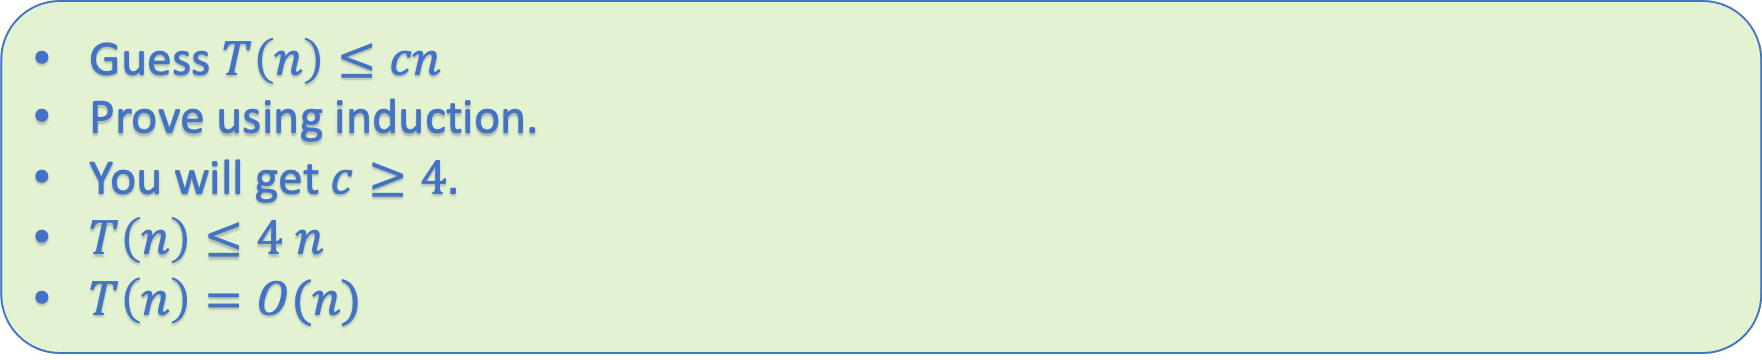 • Guess T(n) ≤ cn
• Prove using induction.
• You will get c ≥ 4.
• T(n) ≤ 4 n
• T(n) = O(n)